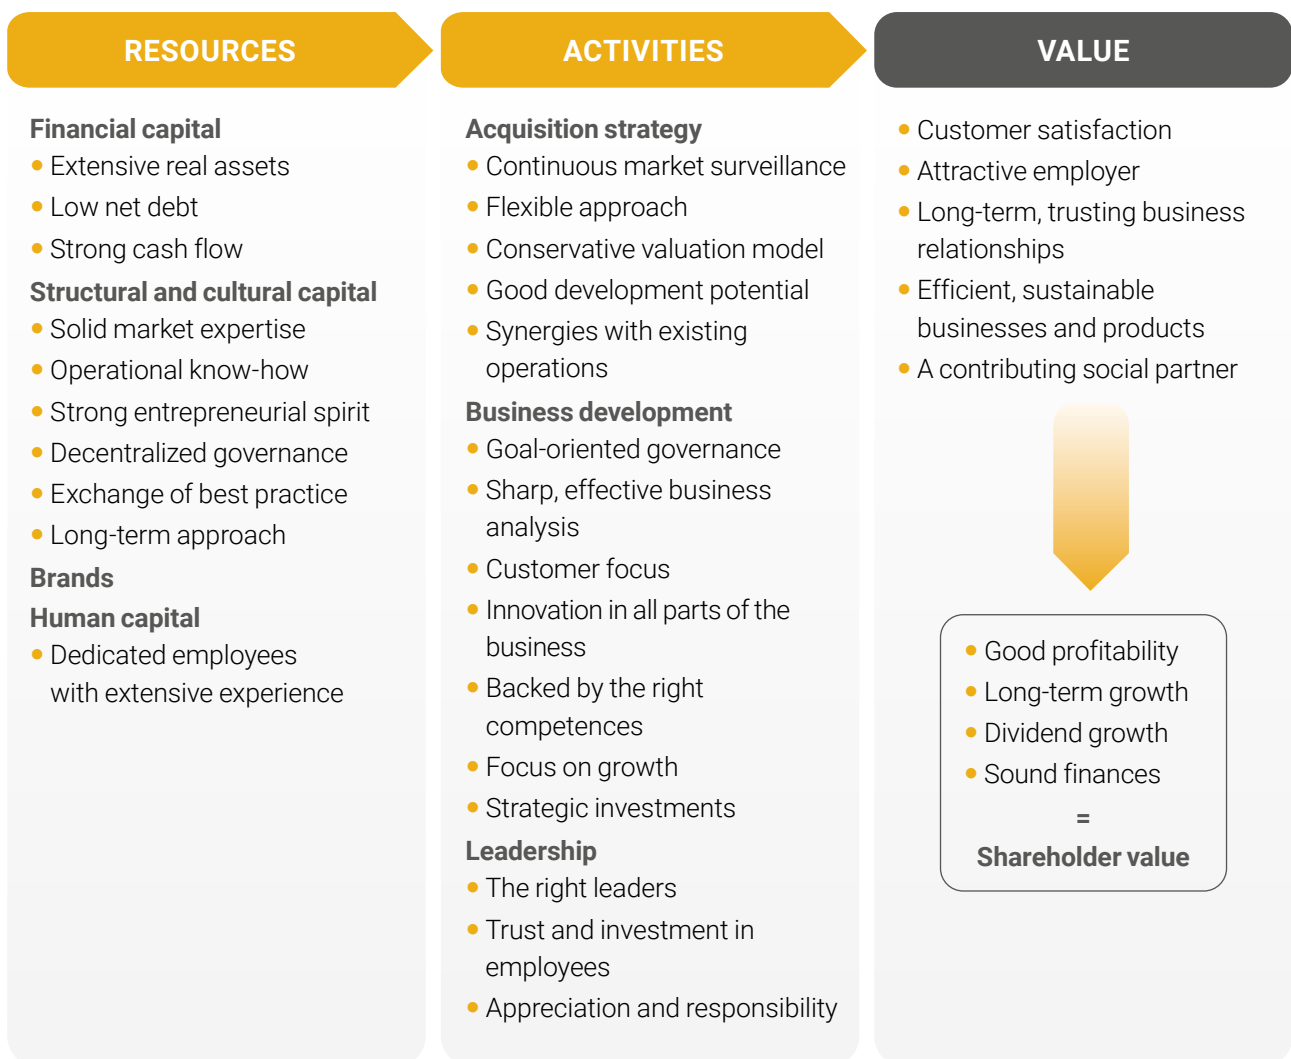 RESOURCES
Financial capital
• Extensive real assets
• Low net debt
• Strong cash flow
Structural and cultural capital
• Solid market expertise
• Operational know-how
• Strong entrepreneurial spirit
• Decentralized governance
• Exchange of best practice
• Long-term approach
Brands
Human capital
• Dedicated employees
with extensive experience
ACTIVITIES
Acquisition strategy
• Continuous market surveillance
• Flexible approach
• Conservative valuation model
• Good development potential
• Synergies with existing
operations
Business development
• Goal-oriented governance
• Sharp, effective business
analysis
• Customer focus
• Innovation in all parts of the
business
• Backed by the right
competences
• Focus on growth
• Strategic investments
Leadership
• The right leaders
• Trust and investment in
employees
• Appreciation and responsibility
VALUE
• Customer satisfaction
• Attractive employer
• Long-term, trusting business
relationships
• Efficient, sustainable
businesses and products
• A contributing social partner
• Good profitability
• Long-term growth
• Dividend growth
• Sound finances
=
Shareholder value